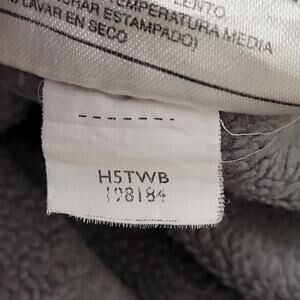 LENTO.
TEMPERATURA MEDIA
CHAR ESTAMPADO)
LAVAR EN SECO
- - - - - - -
H5TWB
198184